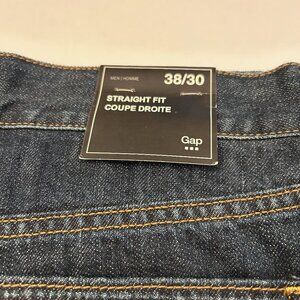 MEN | HOMME 38/30
STRAIGHT FIT
COUPE DROITE
Gap